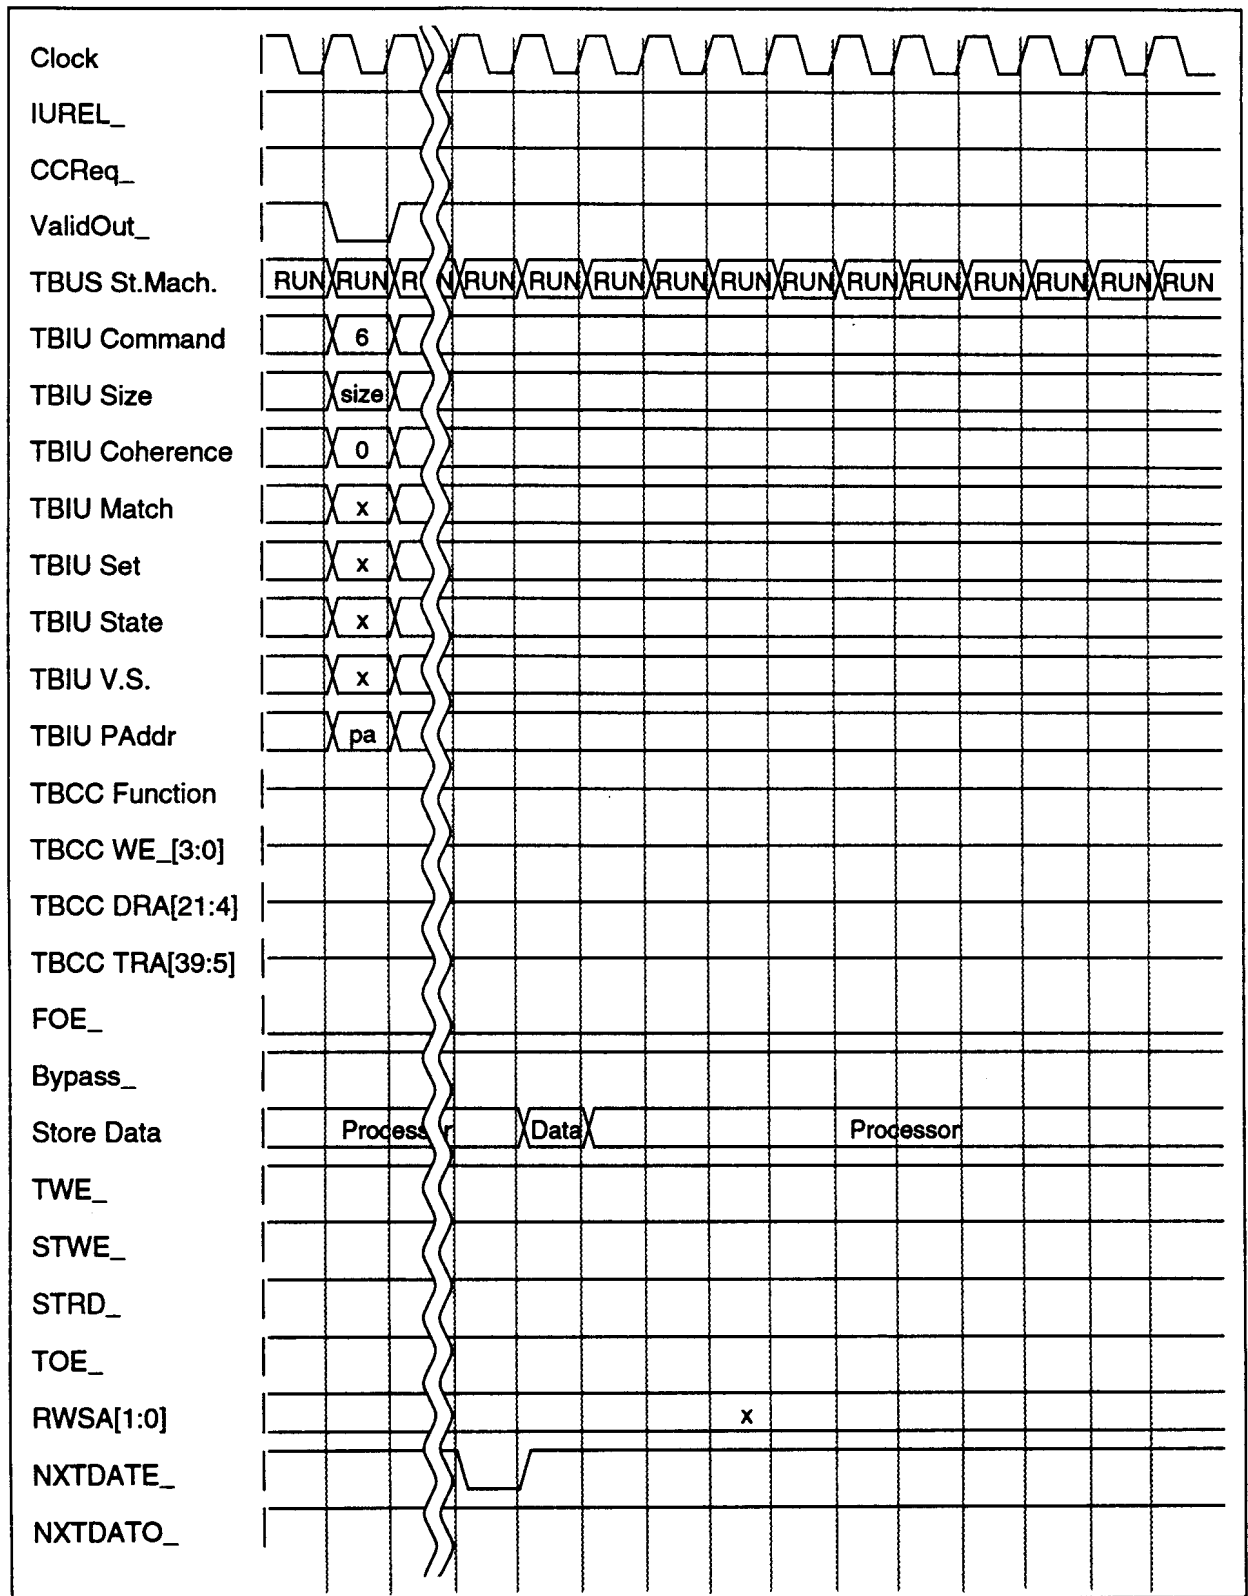 Clock
IUREL_
CCReq_
ValidOut_
TBUS St.Mach. RUN RUN R N RUN RUN RUN RUN RUN RUN RUN RUN RUN RUN RUN RUN
TBIU Command 6
TBIU Size size
TBIU Coherence 0
TBIU Match x
TBIU Set x
TBIU State x
TBIU V.S. x
TBIU PAddr pa
TBCC Function
TBCC WE_[3:0]
TBCC DRA[21:4]
TBCC TRA[39:5]
FOE_
Bypass_
Store Data Processor Data Processor
TWE_
STWE_
STRD_
TOE_
RWSA[1:0] x
NXTDATE_
NXTDATO_